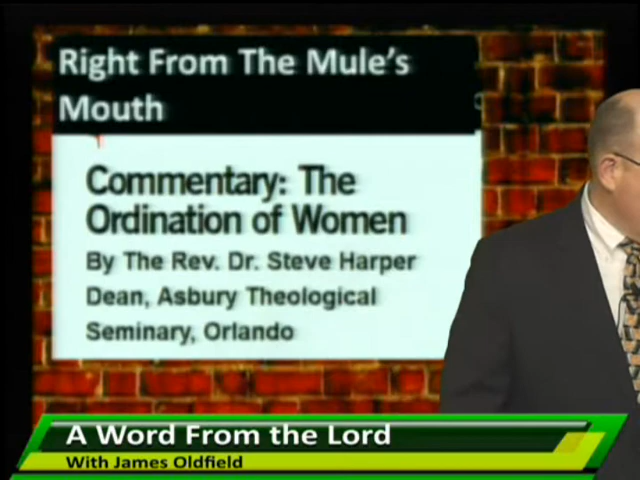 Right From The Mule's
Mouth
Commentary: The
Ordination of Women
By The Rev. Dr. Steve Harper
Dean, Asbury Theological
Seminary, Orlando
A Word From the Lord
With James Oldfield